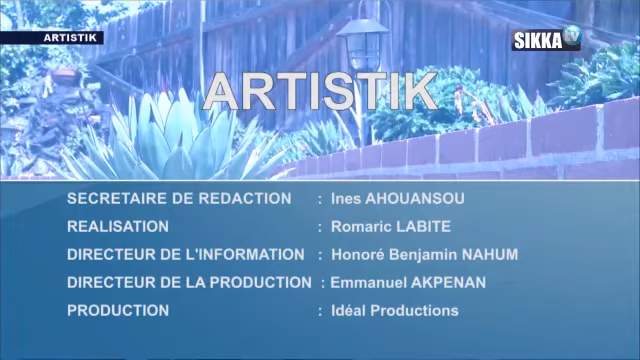 ARTISTIK
SIKKA TV
ARTISTIK
SECRETAIRE DE REDACTION : Ines AHOUANSOU
REALISATION : Romaric LABITE
DIRECTEUR DE L'INFORMATION : Honoré Benjamin NAHUM
DIRECTEUR DE LA PRODUCTION : Emmanuel AKPENAN
PRODUCTION : Idéal Productions